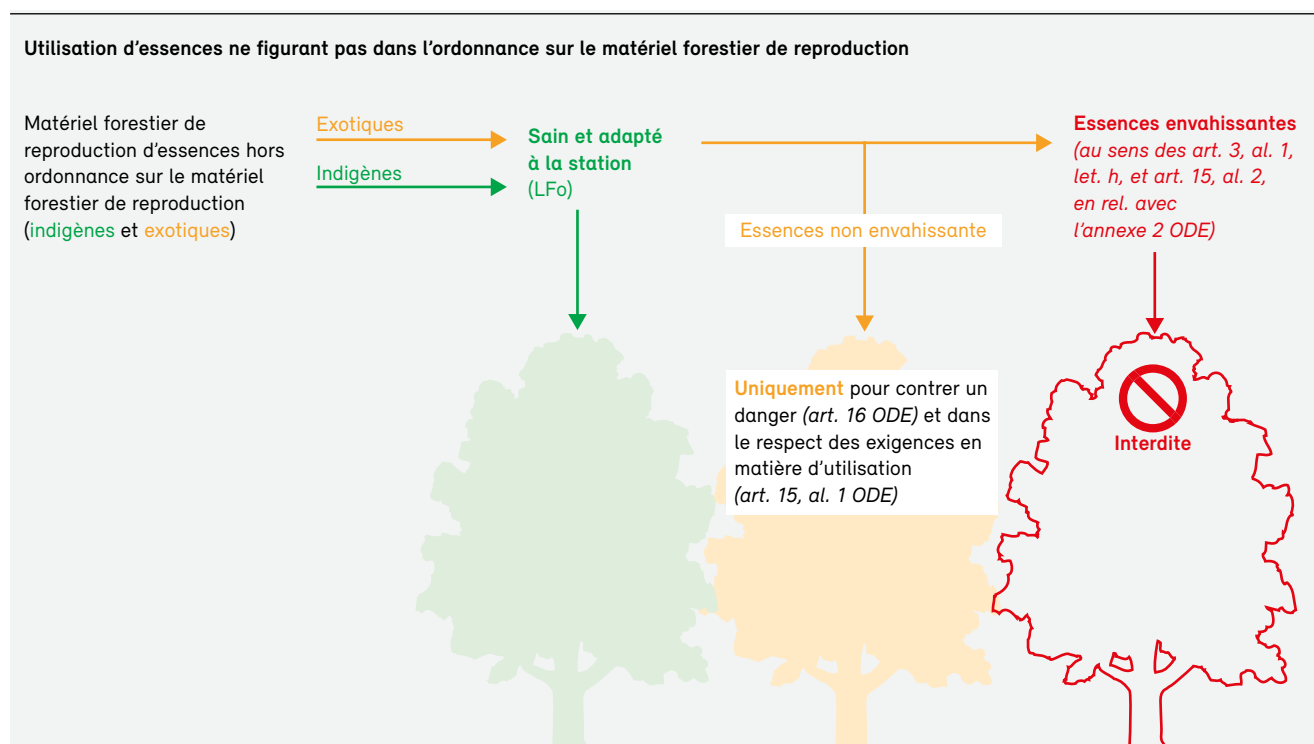 Utilisation d'essences ne figurant pas dans l'ordonnance sur le matériel forestier de reproduction
Matériel forestier de
reproduction d'essences hors
ordonnance sur le matériel
forestier de reproduction
(indigènes et exotiques)
Exotiques
Indigènes
Sain et adapté
à la station
(LFo)
Essences non envahissante
Uniquement pour contrer un
danger (art. 16 ODE) et dans
le respect des exigences en
matière d'utilisation
(art. 15, al. 1 ODE)
Essences envahissantes
(au sens des art. 3, al. 1,
let. h, et art. 15, al. 2,
en rel. avec
l'annexe 2 ODE)
Interdite